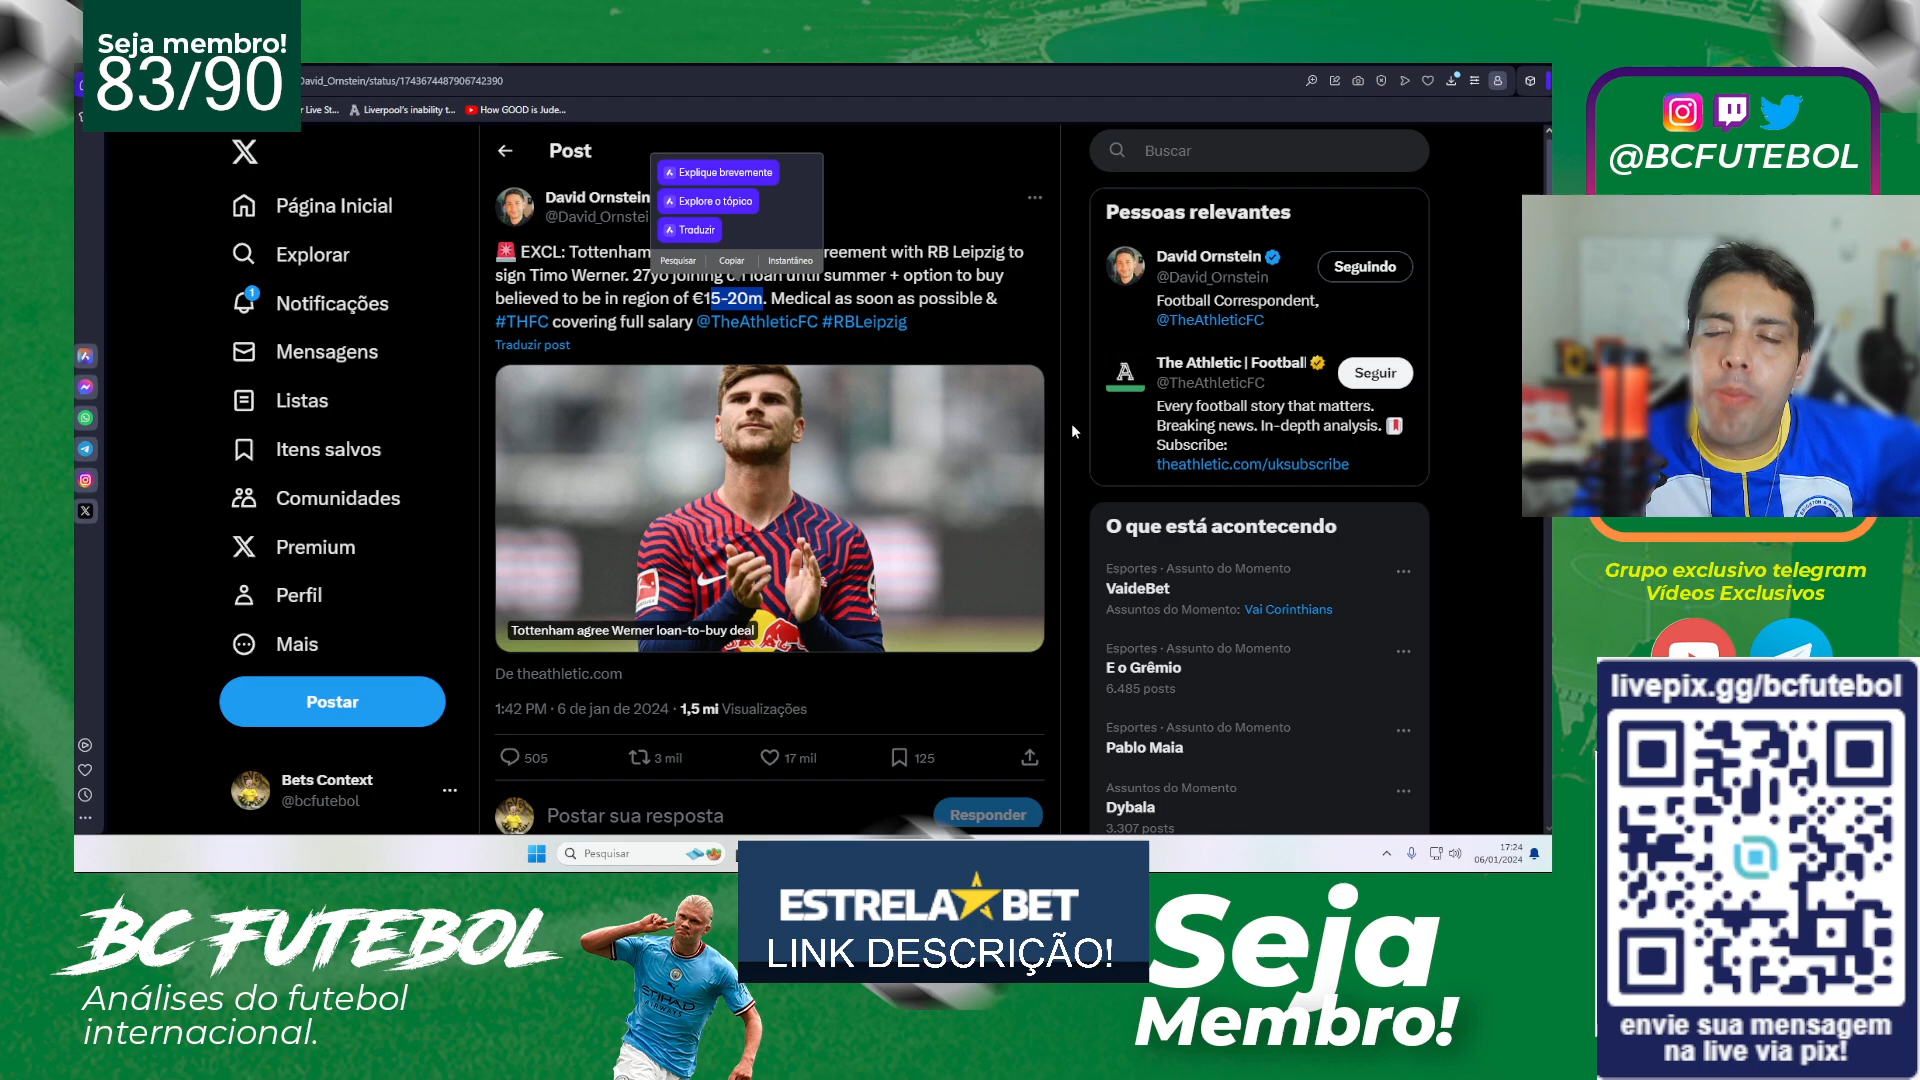 Seja membro!
83/90
David_Ornstein/status/1743674487906742390
r Live St...
Liverpool's inability t...
How GOOD is Jude...
@BCFUTEBOL
X
Página Inicial
Explorar
1
Notificações
Mensagens
Listas
Itens salvos
Comunidades
Premium
Perfil
Mais
Postar
Bets Context
@bcfutebol
Post
Explique brevemente
Explore o tópico
Traduzir
Pesquisar
Copiar
Instantâneo
David Ornstein
@David_Ornstei
EXCL: Tottenham reement with RB Leipzig to
sign Timo Werner. 27yo joining on loan until summer + option to buy
believed to be in region of €15-20m. Medical as soon as possible &
#THFC covering full salary @TheAthleticFC #RBLeipzig
Traduzir post
Tottenham agree Werner loan-to-buy deal
De theathletic.com
1:42 PM · 6 de jan de 2024 · 1,5 mi Visualizações
505
3 mil
17 mil
125
Postar sua resposta
Responder
Buscar
Pessoas relevantes
David Ornstein
@David_Ornstein
Seguindo
Football Correspondent,
@TheAthleticFC
The Athletic | Football
@TheAthleticFC
Seguir
Every football story that matters.
Breaking news. In-depth analysis.
Subscribe:
theathletic.com/uksubscribe
O que está acontecendo
Esportes · Assunto do Momento
VaideBet
Assuntos do Momento: Vai Corinthians
Esportes · Assunto do Momento
E o Grêmio
6.485 posts
Esportes · Assunto do Momento
Pablo Maia
Assuntos do Momento
Dybala
3.307 posts
Pesquisar
17:24
06/01/2024
Grupo exclusivo telegram
Vídeos Exclusivos
livepix.gg/bcfutebol
envie sua mensagem
na live via pix!
BC FUTEBOL
Análises do futebol
internacional.
ETIHAD
AIRWAYS
ESTRELA BET
LINK DESCRIÇÃO!
Seja
Membro!